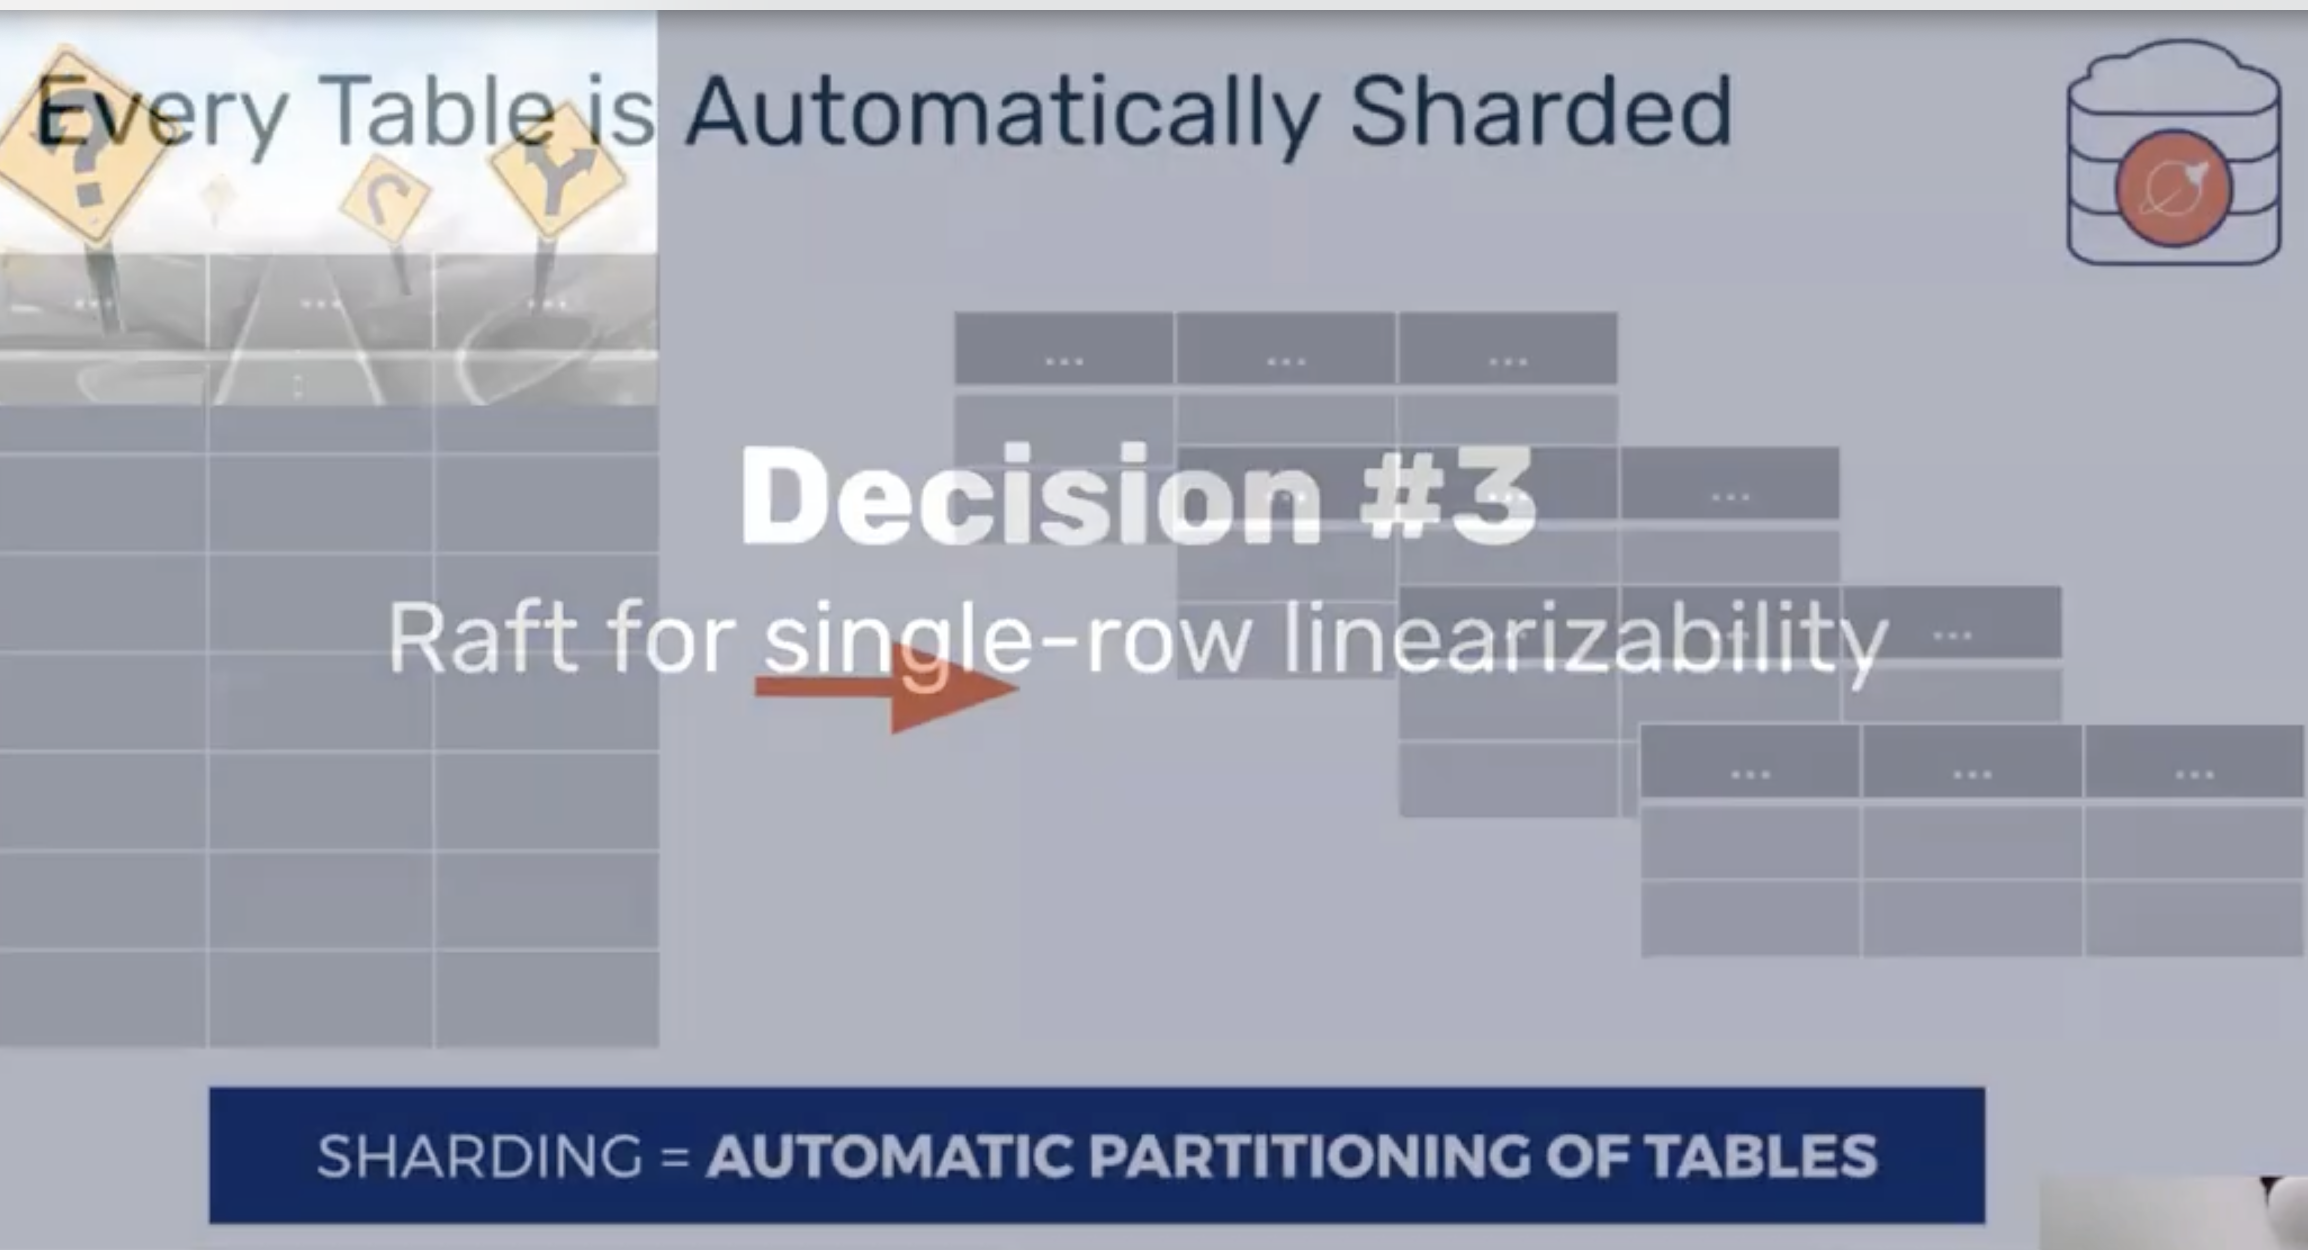 Every Table is Automatically Sharded
?
... ... ...
... ... ...
Decision #3
...
Raft for single-row linearizability
...
... ... ...
SHARDING = AUTOMATIC PARTITIONING OF TABLES